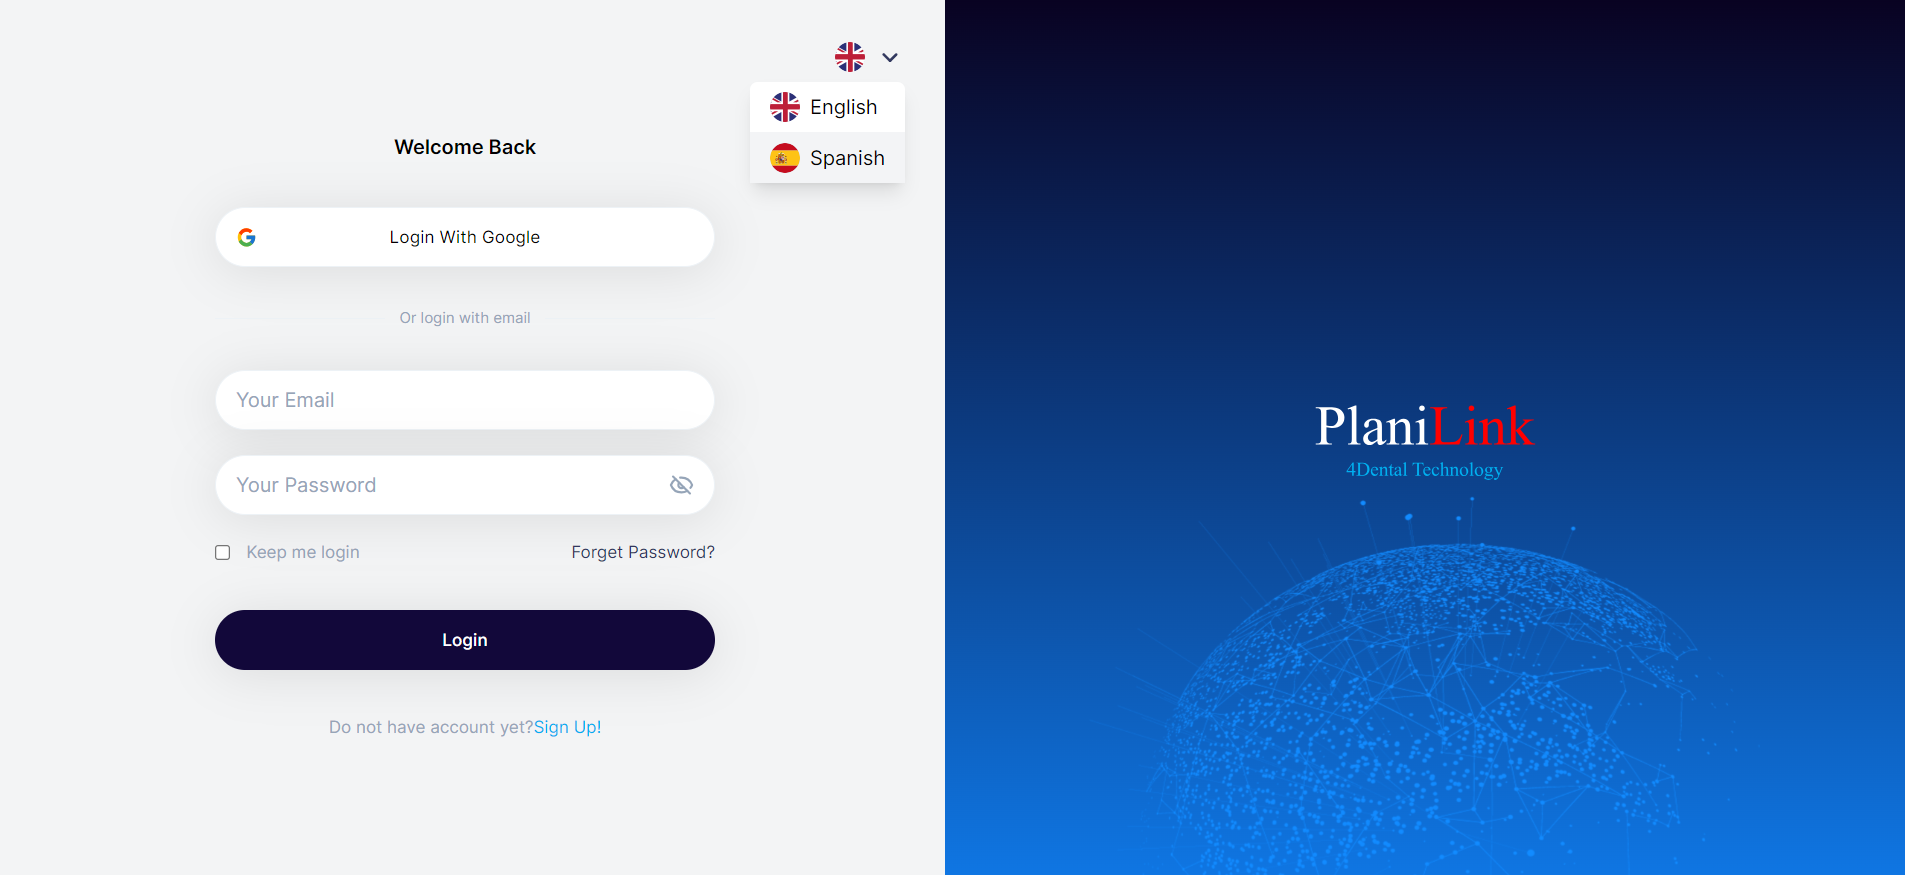 English
Spanish
Welcome Back
Login With Google
Or login with email
Your Email
Your Password
Keep me login
Forget Password?
Login
Do not have account yet?Sign Up!
PlaniLink
4Dental Technology